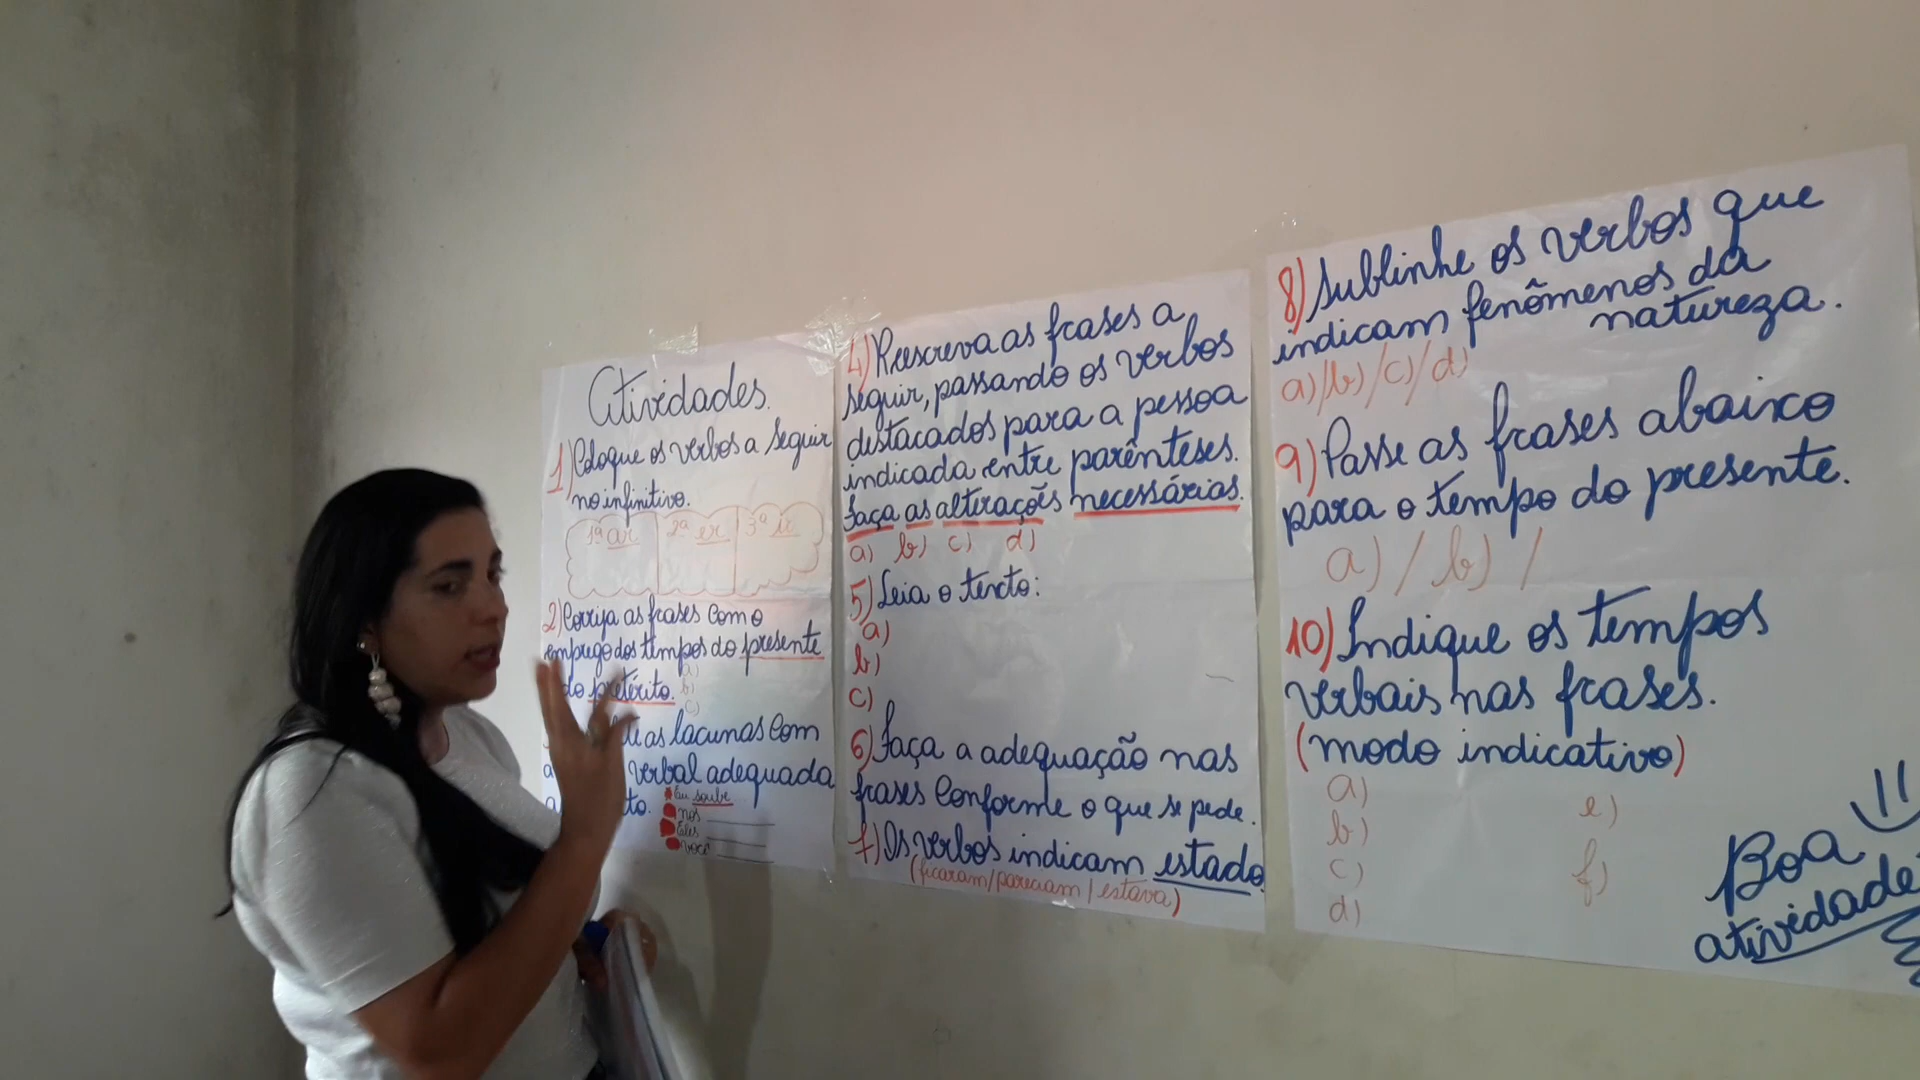 Atividades.
1) Coloque os verbos a seguir
no infinitivo.
1ª ar 2ª er 3ª ir
2) Corrija as frases com o
emprego dos tempos do presente
do pretérito.
a)
b)
c)
as lacunas com
verbal adequada
Eu soube
nós
Eles
você
4) Reescreva as frases a
seguir, passando os verbos
destacados para a pessoa
indicada entre parênteses.
Faça as alterações necessárias.
a) b) c) d)
5) Leia o texto:
a)
b)
c)
6) Faça a adequação nas
frases conforme o que se pede.
7) Os verbos indicam estado.
(ficaram/pareciam/estava)
8) Sublinhe os verbos que
indicam fenômenos da
natureza.
a)/b)/c)/d)
9) Passe as frases abaixo
para o tempo do presente.
a) / b) /
10) Indique os tempos
verbais nas frases.
(modo indicativo)
a) e)
b)
c) f)
d)
Boa
atividade